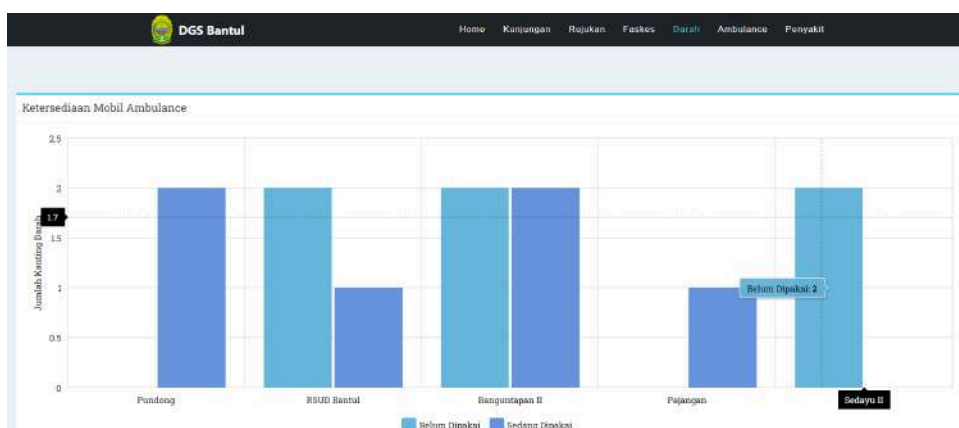 DGS Bantul Home Kunjungan Rujukan Faskes Darah Ambulance Penyakit
Ketersediaan Mobil Ambulance
2.5
2
1.7
1.5
1
0.5
0
Jumlah Kanting Darah
Belum Dipakai: 2
Pundong RSUD Bantul Banguntapan II Pajangan Sedayu II
Belum Dipakai Sedang Dipakai